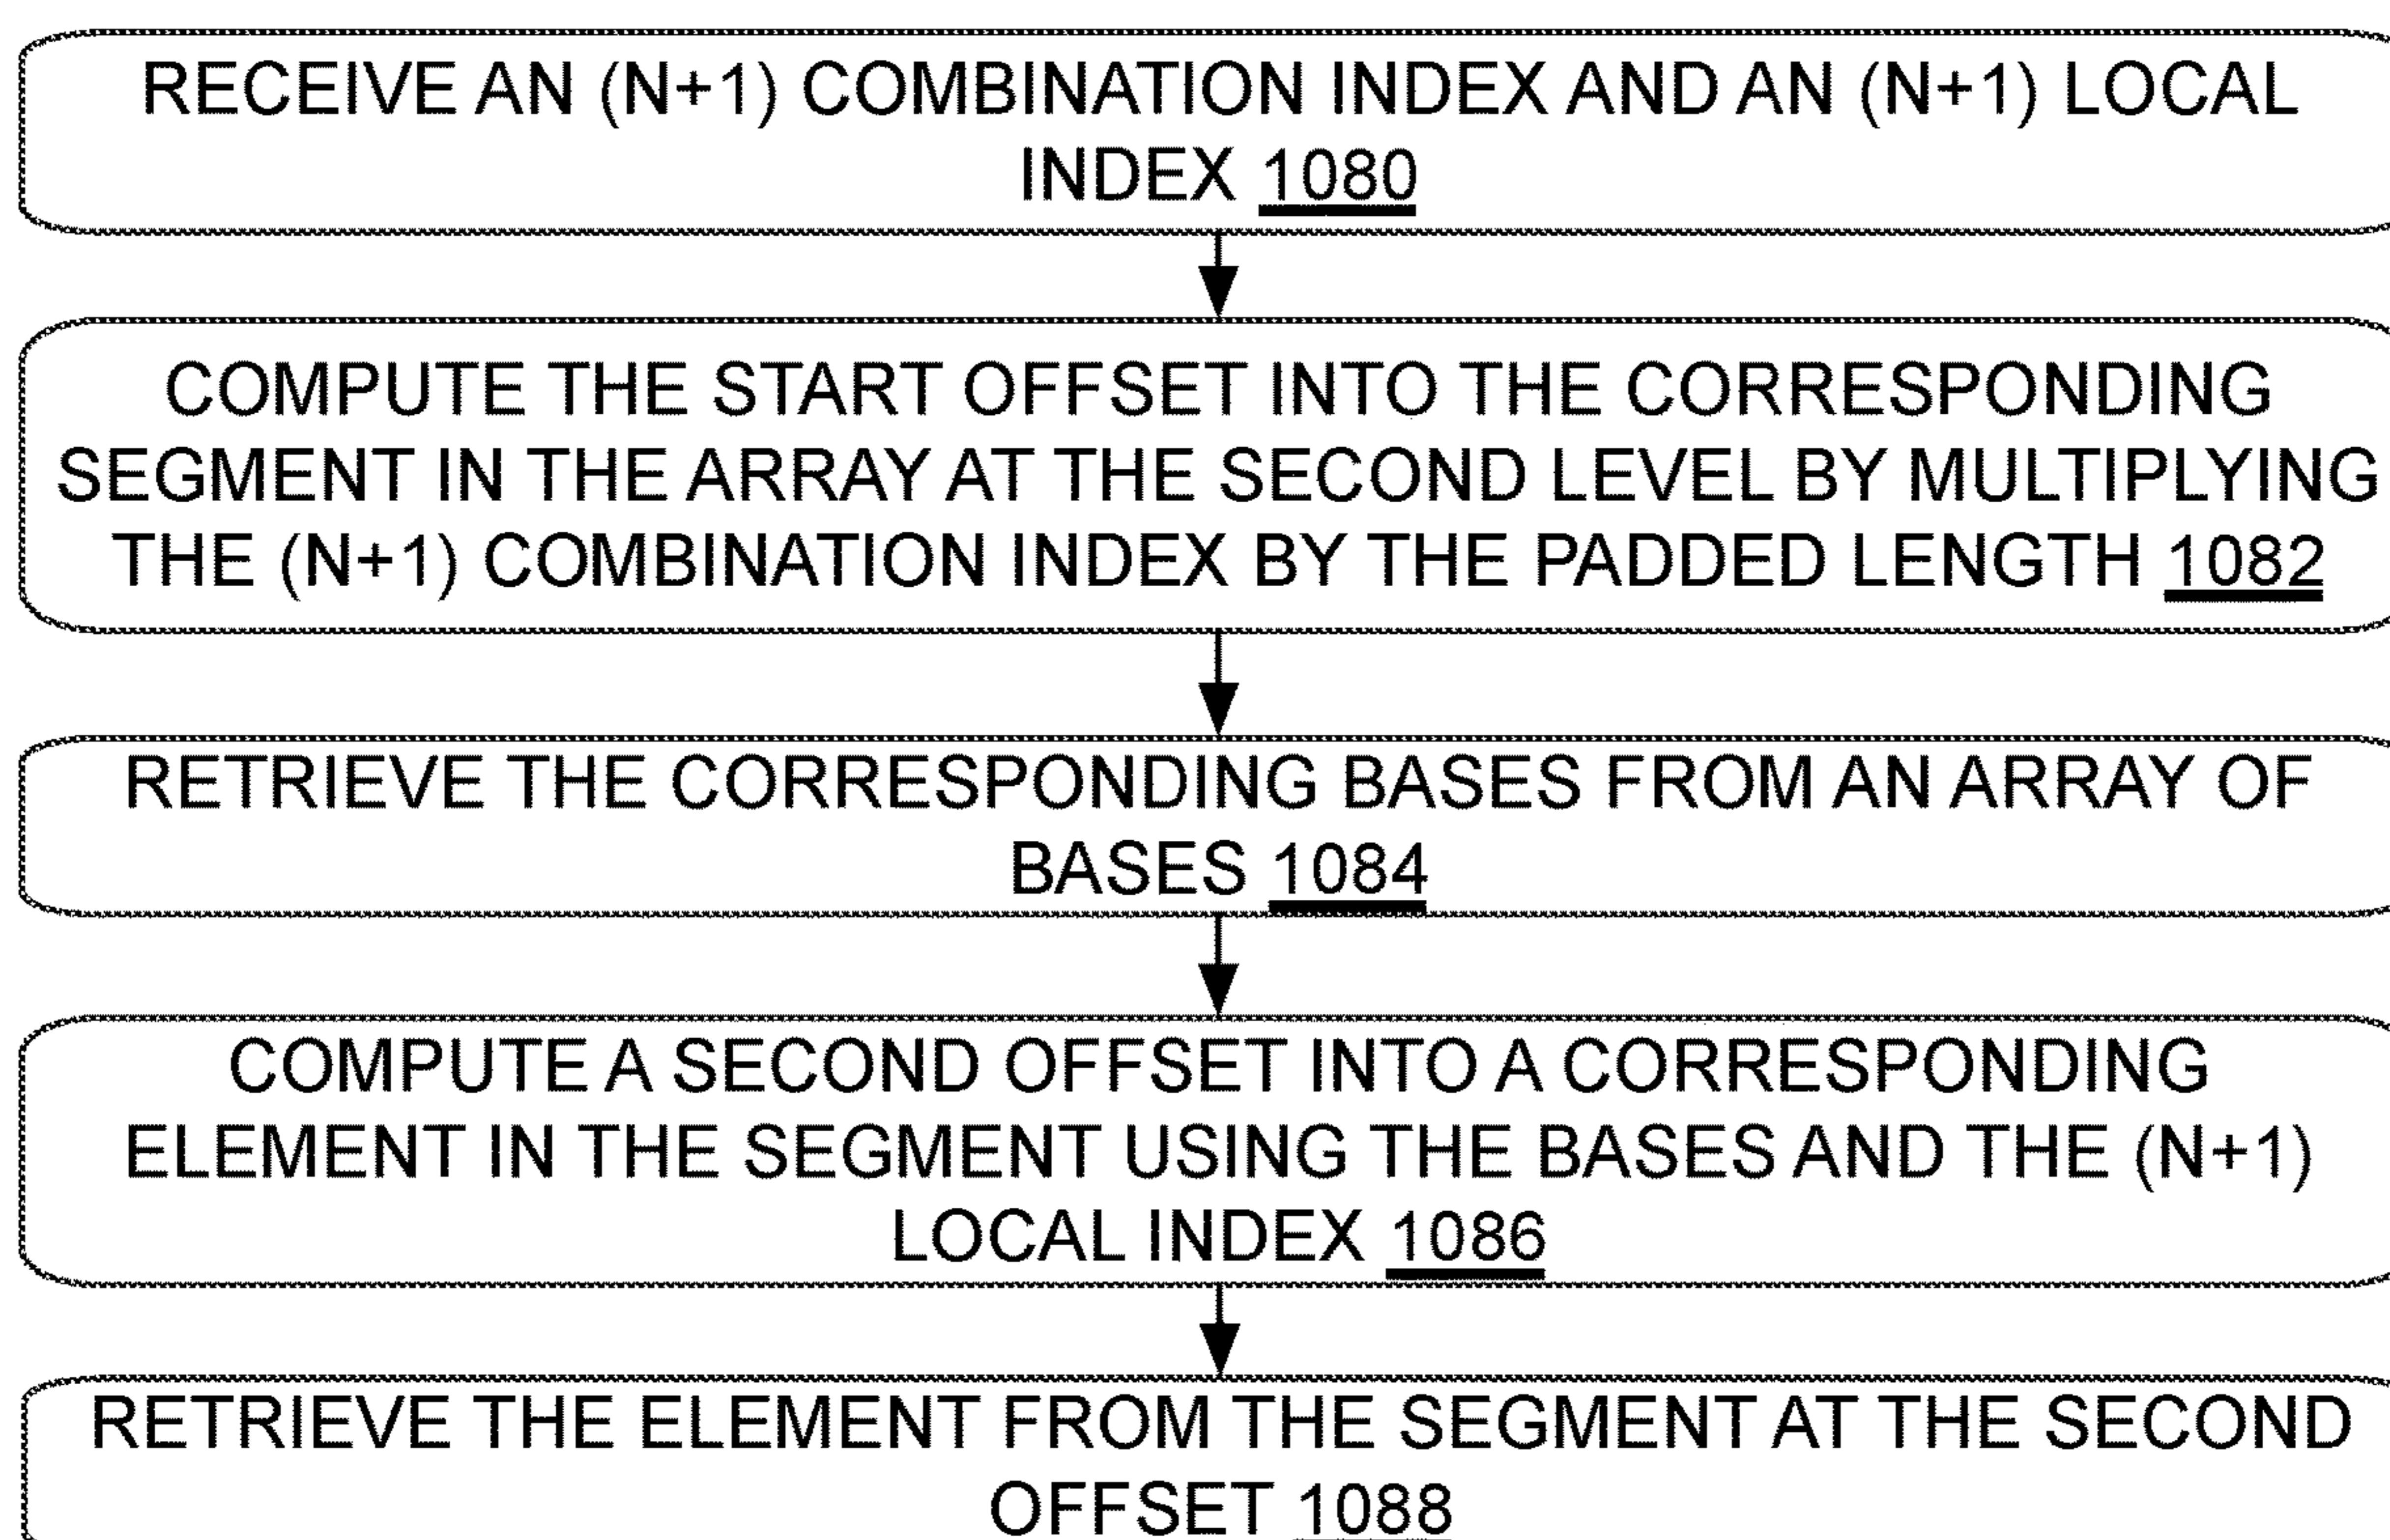 RECEIVE AN (N+1) COMBINATION INDEX AND AN (N+1) LOCAL
INDEX 1080
COMPUTE THE START OFFSET INTO THE CORRESPONDING
SEGMENT IN THE ARRAY AT THE SECOND LEVEL BY MULTIPLYING
THE (N+1) COMBINATION INDEX BY THE PADDED LENGTH 1082
RETRIEVE THE CORRESPONDING BASES FROM AN ARRAY OF
BASES 1084
COMPUTE A SECOND OFFSET INTO A CORRESPONDING
ELEMENT IN THE SEGMENT USING THE BASES AND THE (N+1)
LOCAL INDEX 1086
RETRIEVE THE ELEMENT FROM THE SEGMENT AT THE SECOND
OFFSET 1088